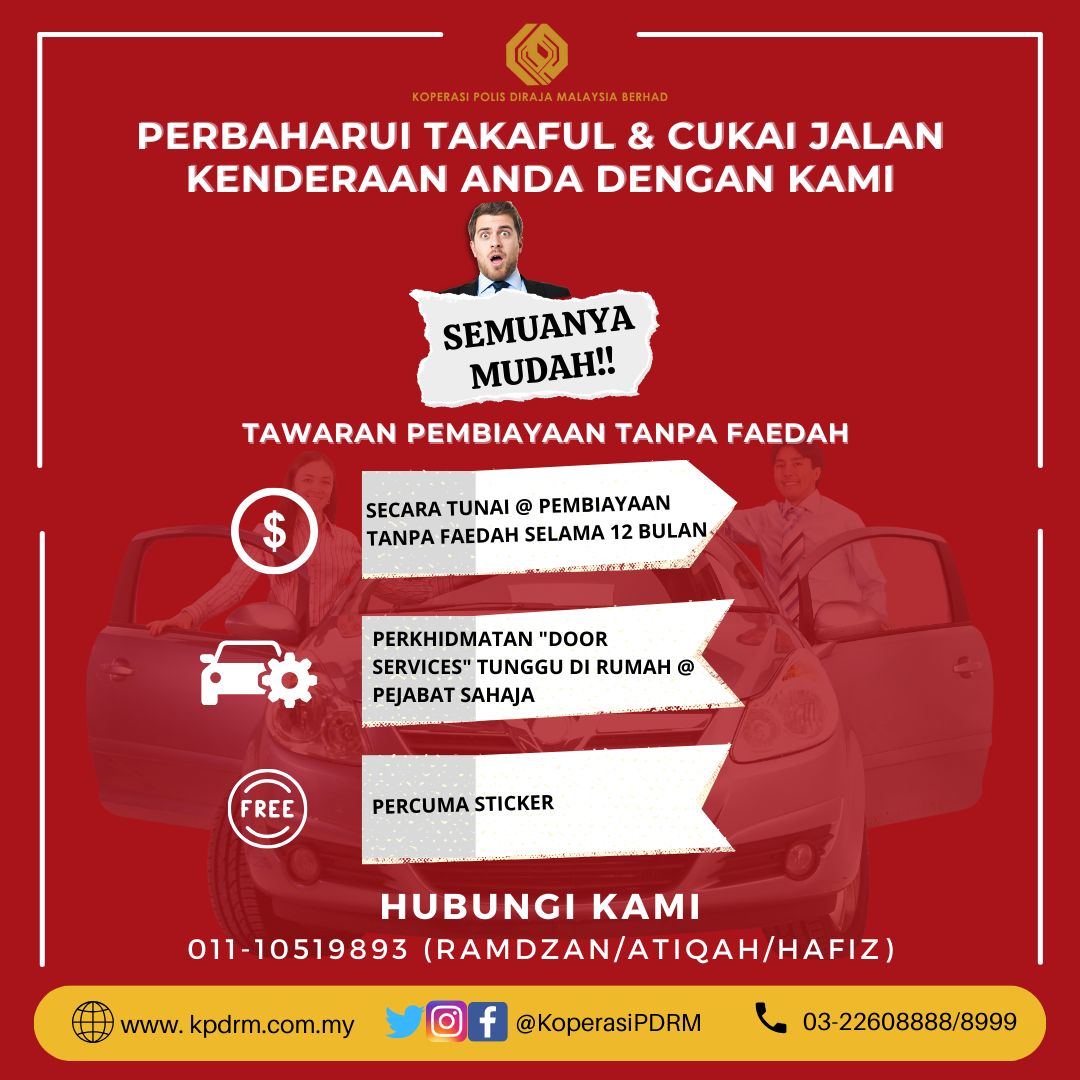 KOPERASI POLIS DIRAJA MALAYSIA BERHAD
PERBAHARUI TAKAFUL & CUKAI JALAN
KENDERAAN ANDA DENGAN KAMI
SEMUANYA
MUDAH!!
TAWARAN PEMBIAYAAN TANPA FAEDAH
$
SECARA TUNAI @ PEMBIAYAAN
TANPA FAEDAH SELAMA 12 BULAN
PERKHIDMATAN "DOOR
SERVICES" TUNGGU DI RUMAH @
PEJABAT SAHAJA
FREE
PERCUMA STICKER
HUBUNGI KAMI
011-10519893 (RAMDZAN/ATIQAH/HAFIZ)
www. kpdrm.com.my
@KoperasiPDRM
03-22608888/8999